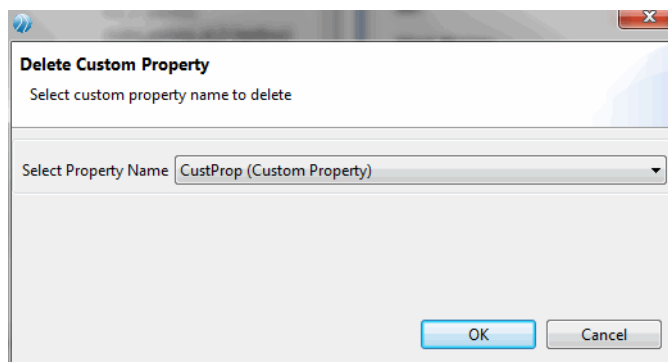 Delete Custom Property
Select custom property name to delete
Select Property Name CustProp (Custom Property)
OK Cancel